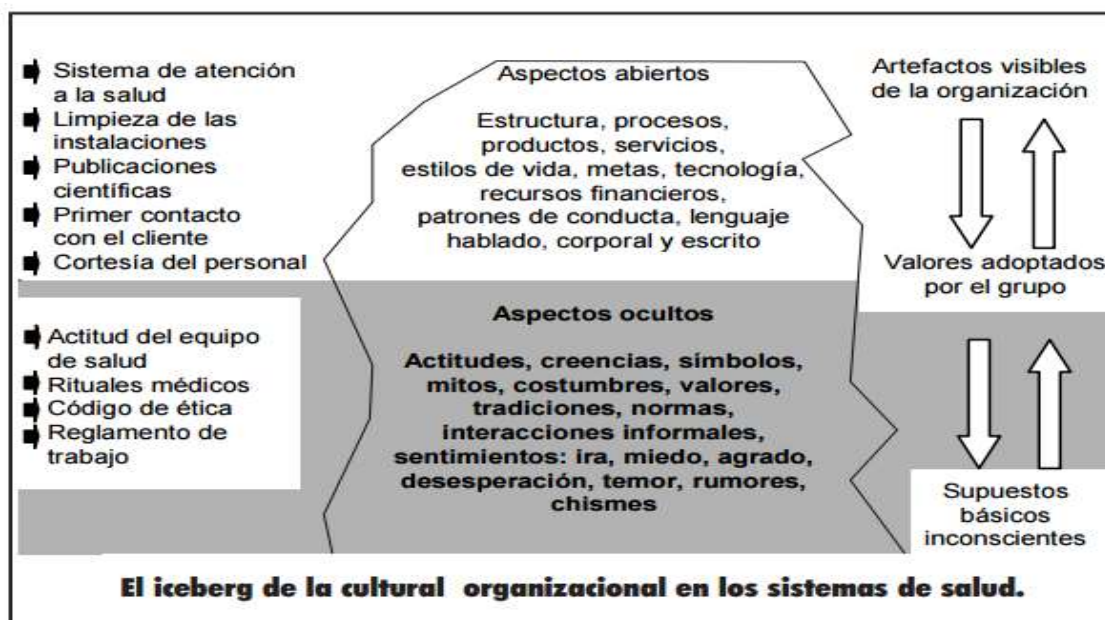 Sistema de atención
a la salud
Limpieza de las
instalaciones
Publicaciones
científicas
Primer contacto
con el cliente
Cortesía del personal
Actitud del equipo
de salud
Rituales médicos
Código de ética
Reglamento de
trabajo
Aspectos abiertos
Estructura, procesos,
productos, servicios,
estilos de vida, metas, tecnología,
recursos financieros,
patrones de conducta, lenguaje
hablado, corporal y escrito
Aspectos ocultos
Actitudes, creencias, símbolos,
mitos, costumbres, valores,
tradiciones, normas,
interacciones informales,
sentimientos: ira, miedo, agrado,
desesperación, temor, rumores,
chismes
Artefactos visibles
de la organización
Valores adoptados
por el grupo
Supuestos
básicos
inconscientes
El iceberg de la cultural organizacional en los sistemas de salud.